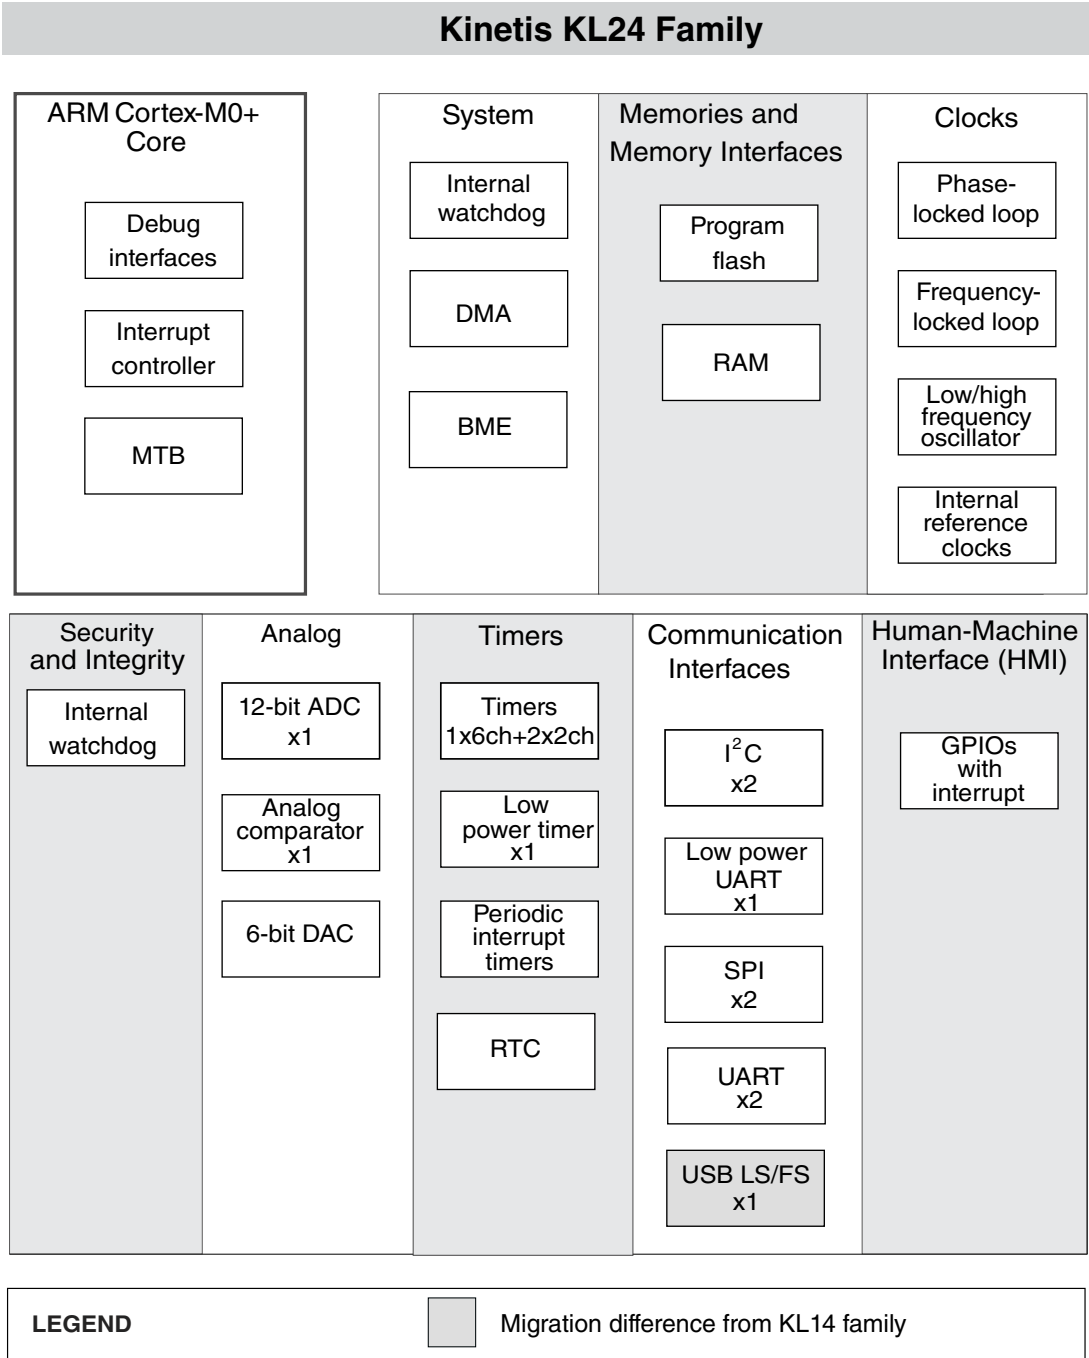 Kinetis KL24 Family
ARM Cortex-M0+
Core
Debug
interfaces
Interrupt
controller
MTB
System
Internal
watchdog
DMA
BME
Memories and
Memory Interfaces
Program
flash
RAM
Clocks
Phase-
locked loop
Frequency-
locked loop
Low/high
frequency
oscillator
Internal
reference
clocks
Security
and Integrity
Internal
watchdog
Analog
12-bit ADC
x1
Analog
comparator
x1
6-bit DAC
Timers
Timers
1x6ch+2x2ch
Low
power timer
x1
Periodic
interrupt
timers
RTC
Communication
Interfaces
I²C
x2
Low power
UART
x1
SPI
x2
UART
x2
USB LS/FS
x1
Human-Machine
Interface (HMI)
GPIOs
with
interrupt
LEGEND
Migration difference from KL14 family